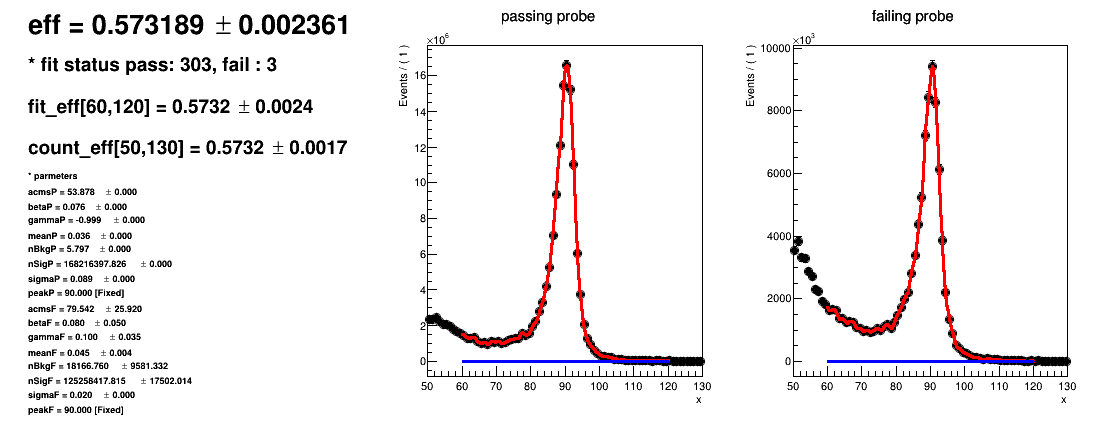 eff = 0.573189 ± 0.002361
* fit status pass: 303, fail : 3
fit_eff[60,120] = 0.5732 ± 0.0024
count_eff[50,130] = 0.5732 ± 0.0017
* parmeters
acmsP = 53.878 ± 0.000
betaP = 0.076 ± 0.000
gammaP = -0.999 ± 0.000
meanP = 0.036 ± 0.000
nBkgP = 5.797 ± 0.000
nSigP = 168216397.826 ± 0.000
sigmaP = 0.089 ± 0.000
peakP = 90.000 [Fixed]
acmsF = 79.542 ± 25.920
betaF = 0.080 ± 0.050
gammaF = 0.100 ± 0.035
meanF = 0.045 ± 0.004
nBkgF = 18166.760 ± 9581.332
nSigF = 125258417.815 ± 17502.014
sigmaF = 0.020 ± 0.000
peakF = 90.000 [Fixed]
passing probe
×10⁶
Events / ( 1 )
16
14
12
10
8
6
4
2
0
50 60 70 80 90 100 110 120 130
x
failing probe
×10³
Events / ( 1 )
10000
8000
6000
4000
2000
0
50 60 70 80 90 100 110 120 130
x